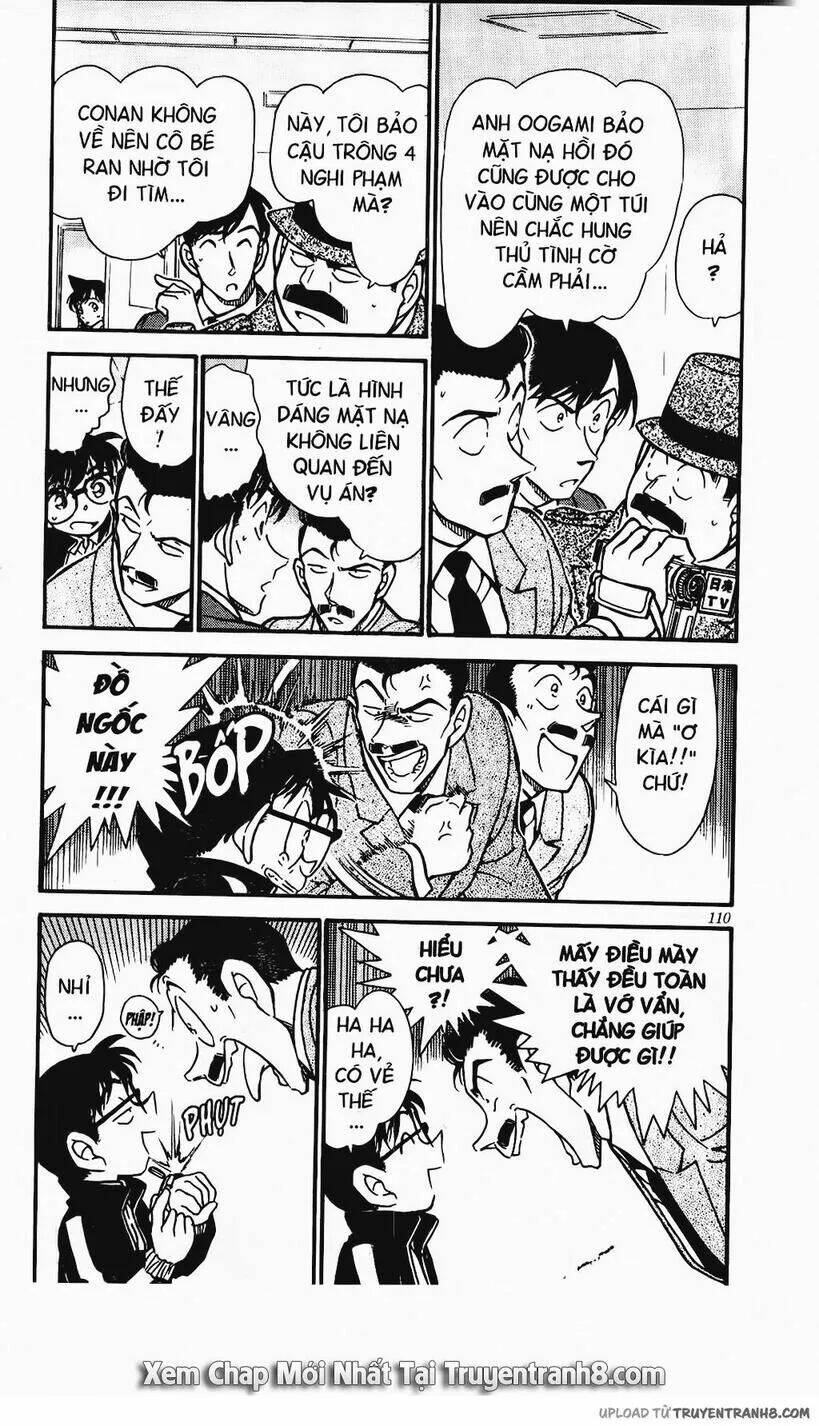 HẢ
?
ANH OOGAMI BẢO
MẶT NẠ HỒI ĐÓ
CŨNG ĐƯỢC CHO
VÀO CÙNG MỘT TÚI
NÊN CHẮC HUNG
THỦ TÌNH CỜ
CẦM PHẢI...
NÀY, TÔI BẢO
CẬU TRÔNG 4
NGHI PHẠM
MÀ?
CONAN KHÔNG
VỀ NÊN CÔ BÉ
RAN NHỜ TÔI
ĐI TÌM...
日売
TV
TỨC LÀ HÌNH
DÁNG MẶT NẠ
KHÔNG LIÊN
QUAN ĐẾN
VỤ ÁN?
VÂNG
...
THẾ
ĐẤY
!
NHƯNG
...
CÁI GÌ
MÀ "Ơ
KÌA!!"
CHỨ!
BỐP
ĐỒ
NGỐC
NÀY
!!!
110
MẤY ĐIỀU MÀY
THẤY ĐỀU TOÀN
LÀ VỚ VẨN,
CHẲNG GIÚP
ĐƯỢC GÌ!!
HIỂU
CHƯA
?!
HA HA
HA,
CÓ VẺ
THẾ
...
NHỈ
...
PHẬP!
PHỤT
Xem Chap Mới Nhất Tại Truyentranh8.com
UPLOAD TỪ TRUYENTRANH8.COM